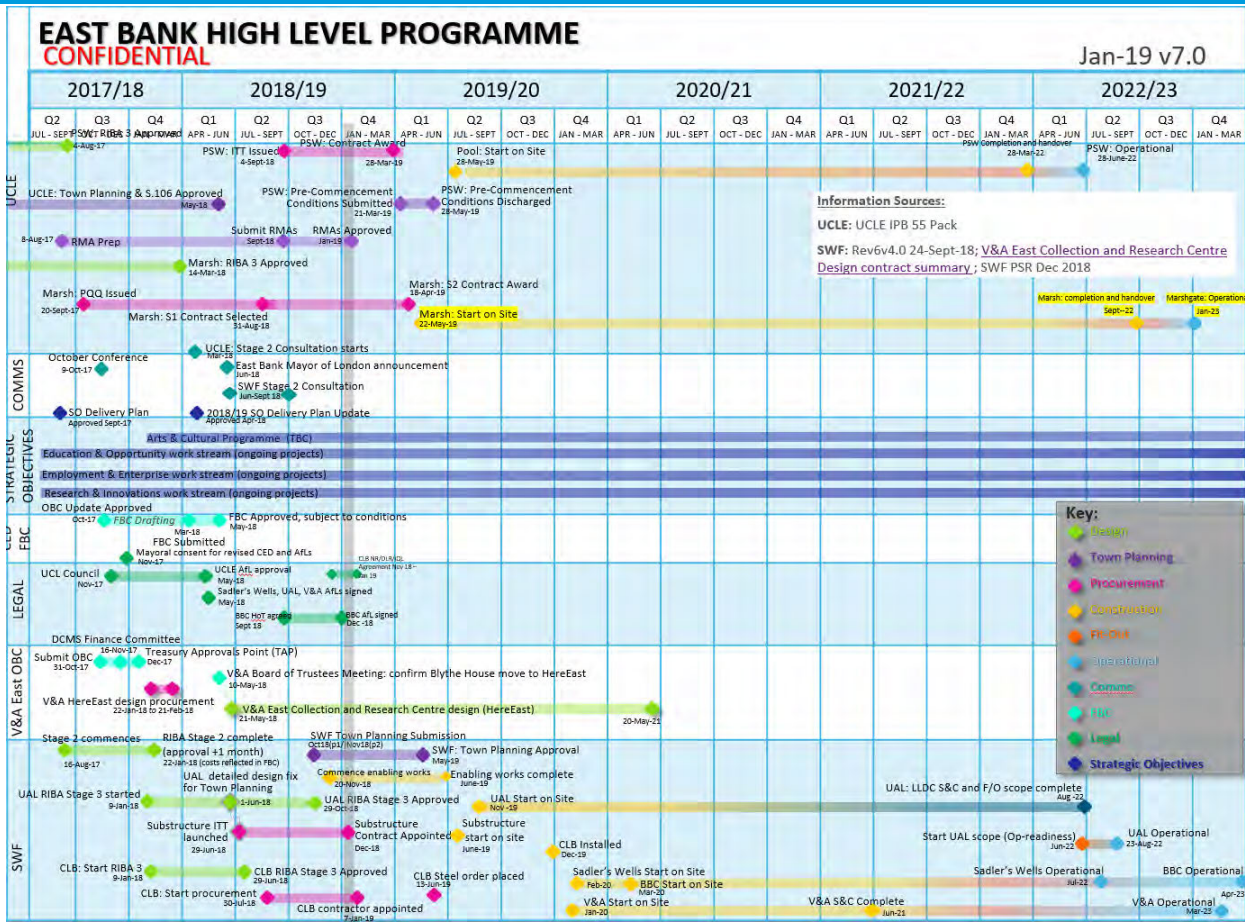 EAST BANK HIGH LEVEL PROGRAMME
CONFIDENTIAL
Jan-19 v7.0
2017/18
2018/19
2019/20
2020/21
2021/22
2022/23
Q2 Q3 Q4 Q1 Q2 Q3 Q4 Q1 Q2 Q3 Q4 Q1 Q2 Q3 Q4 Q1 Q2 Q3 Q4 Q1 Q2 Q3 Q4
JUL - SEPT OCT - DEC JAN - MAR APR - JUN JUL - SEPT OCT - DEC JAN - MAR APR - JUN JUL - SEPT OCT - DEC JAN - MAR APR - JUN JUL - SEPT OCT - DEC JAN - MAR APR - JUN JUL - SEPT OCT - DEC JAN - MAR APR - JUN JUL - SEPT OCT - DEC JAN - MAR
UCLE
PSW: RIBA 3 Approved
4-Aug-17
PSW: ITT Issued
4-Sept-18
PSW: Contract Award
28-Mar-19
Pool: Start on Site
28-May-19
PSW Completion and handover
28-Mar-22
PSW: Operational
28-June-22
UCLE: Town Planning & S.106 Approved
May-18
PSW: Pre-Commencement
Conditions Submitted
21-Mar-19
PSW: Pre-Commencement
Conditions Discharged
28-May-19
8-Aug-17
RMA Prep
Submit RMAs
Sept-18
RMAs Approved
Jan-19
Marsh: RIBA 3 Approved
14-Mar-18
Marsh: PQQ Issued
20-Sept-17
Marsh: S1 Contract Selected
31-Aug-18
Marsh: S2 Contract Award
18-Apr-19
Marsh: Start on Site
22-May-19
Marsh: completion and handover
Sept--22
Marshgate: Operationa
Jan-23
Information Sources:
UCLE: UCLE IPB 55 Pack
SWF: Rev6v4.0 24-Sept-18; V&A East Collection and Research Centre
Design contract summary ; SWF PSR Dec 2018
COMMS
October Conference
9-Oct-17
UCLE: Stage 2 Consultation starts
Mar-18
East Bank Mayor of London announcement
Jun-18
SWF Stage 2 Consultation
Jun-Sept 18
SO Delivery Plan
Approved Sept-17
2018/19 SO Delivery Plan Update
Approved Apr-18
STRATEGIC
OBJECTIVES
Arts & Cultural Programme (TBC)
Education & Opportunity work stream (ongoing projects)
Employment & Enterprise work stream (ongoing projects)
Research & Innovations work stream (ongoing projects)
FBC
OBC Update Approved
Oct-17
FBC Drafting
Mar-18
FBC Approved, subject to conditions
May-18
FBC Submitted
Mayoral consent for revised CED and AfLs
Nov-17
LEGAL
UCL Council
Nov-17
UCLE AfL approval
May-18
CLB NR/DLR/IQL
Agreement Nov 18 –
Jan 19
Sadler's Wells, UAL, V&A AfLs signed
May-18
BBC HoT agreed
Sept 18
BBC AfL signed
Dec -18
V&A East OBC
DCMS Finance Committee
16-Nov-17
Submit OBC
31-Oct-17
Treasury Approvals Point (TAP)
Dec-17
V&A Board of Trustees Meeting: confirm Blythe House move to HereEast
10-May-18
V&A HereEast design procurement
22-Jan-18 to 21-Feb-18
V&A East Collection and Research Centre design (HereEast)
21-May-18
20-May-21
SWF
Stage 2 commences
16-Aug-17
RIBA Stage 2 complete
(approval +1 month)
22-Jan-18 (costs reflected in FBC)
SWF Town Planning Submission
Oct18(p1)/ Nov18(p2)
SWF: Town Planning Approval
May-19
Commence enabling works
20-Nov-18
Enabling works complete
June-19
UAL RIBA Stage 3 started
9-Jan-18
UAL detailed design fix
for Town Planning
1-Jun-18
UAL RIBA Stage 3 Approved
29-Oct-18
UAL Start on Site
Nov -19
UAL: LLDC S&C and F/O scope complete
Aug -22
Substructure ITT
launched
29-Jun-18
Substructure
Contract Appointed
Dec-18
Substructure
start on site
June-19
CLB Installed
Dec-19
Start UAL scope (Op-readiness)
Jun-22
UAL Operational
23-Aug-22
CLB: Start RIBA 3
9-Jan-18
CLB RIBA Stage 3 Approved
29-Jun-18
CLB Steel order placed
13-Jun-19
CLB: Start procurement
30-Jul-18
CLB contractor appointed
7-Jan-19
Sadler's Wells Start on Site
Feb-20
BBC Start on Site
Mar-20
Sadler's Wells Operational
Jul-22
BBC Operational
Apr-23
V&A Start on Site
Jan-20
V&A S&C Complete
Jun-21
V&A Operational
Mar-23
Key:
Design
Town Planning
Procurement
Construction
Operational
Comms
Legal
Strategic Objectives